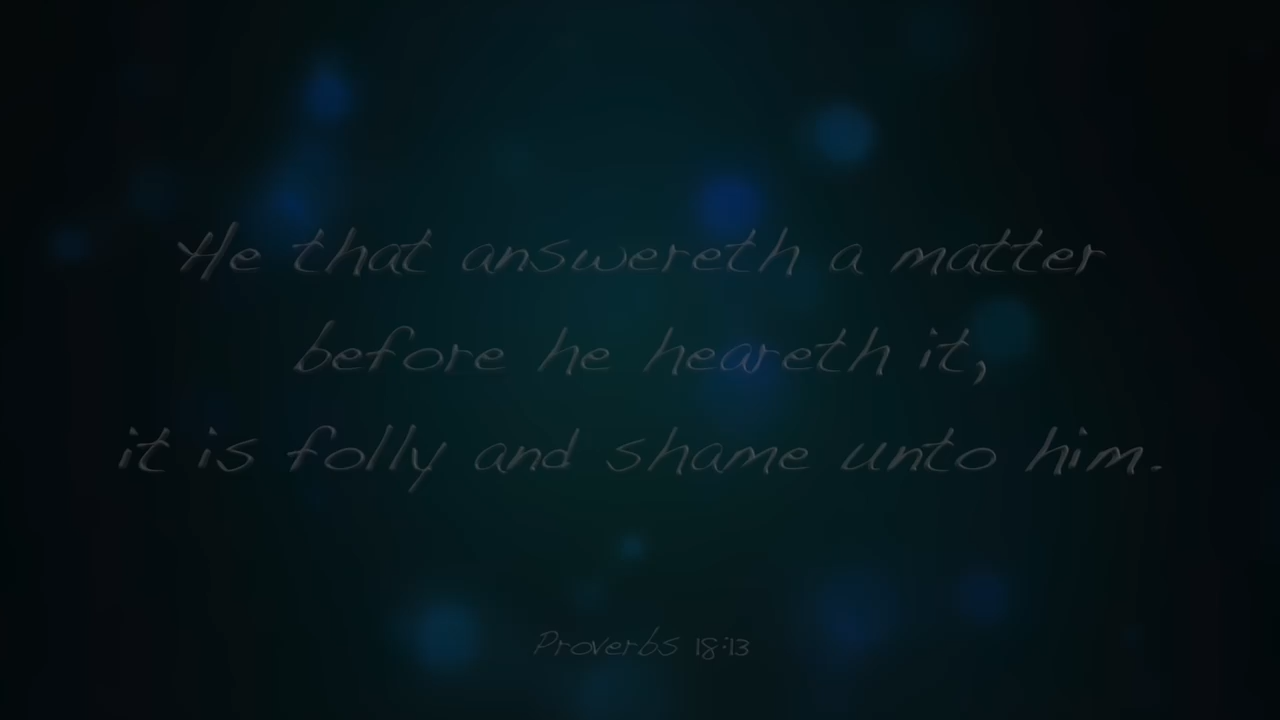 He that answereth a matter
before he heareth it,
it is folly and shame unto him.
Proverbs 18:13